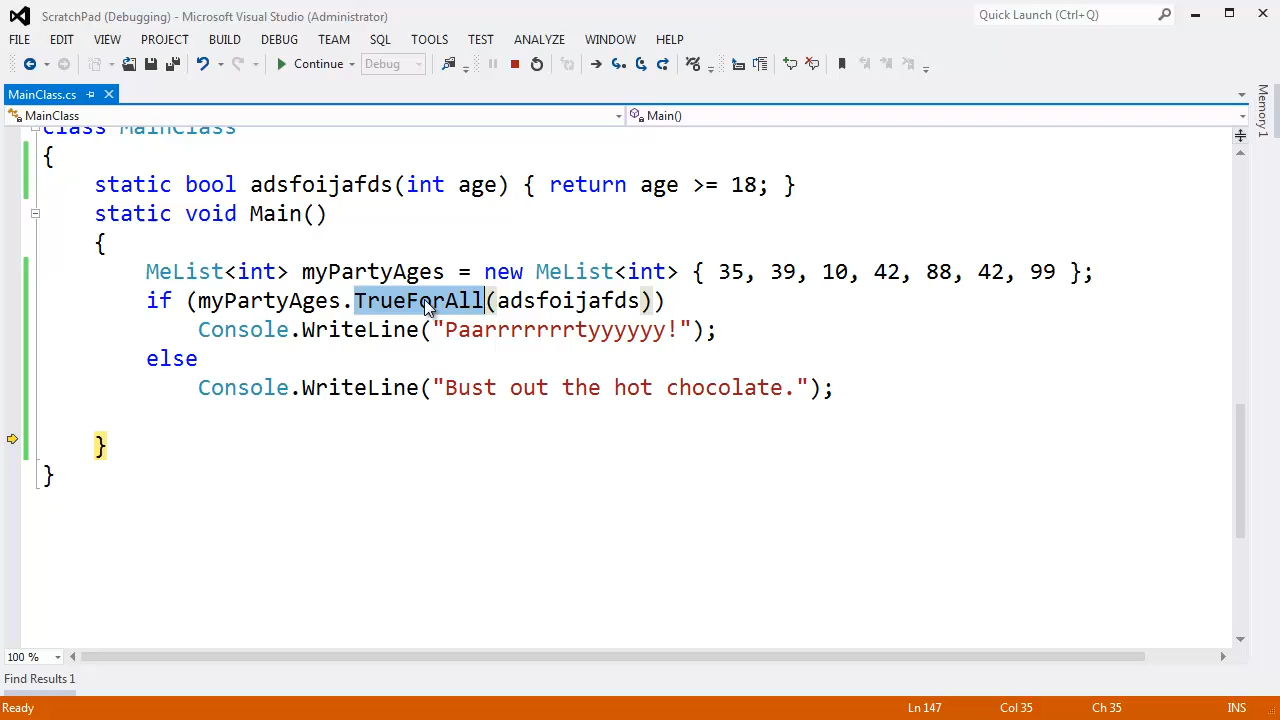 ScratchPad (Debugging) - Microsoft Visual Studio (Administrator)
Quick Launch (Ctrl+Q)
FILE EDIT VIEW PROJECT BUILD DEBUG TEAM SQL TOOLS TEST ANALYZE WINDOW HELP
Continue Debug
MainClass.cs
MainClass Main()
Memory 1
class MainClass
{
static bool adsfoijafds(int age) { return age >= 18; }
static void Main()
{
MeList<int> myPartyAges = new MeList<int> { 35, 39, 10, 42, 88, 42, 99 };
if (myPartyAges.TrueForAll(adsfoijafds))
Console.WriteLine("Paarrrrrrrtyyyyyy!");
else
Console.WriteLine("Bust out the hot chocolate.");
}
}
100 %
Find Results 1
Ready Ln 147 Col 35 Ch 35 INS